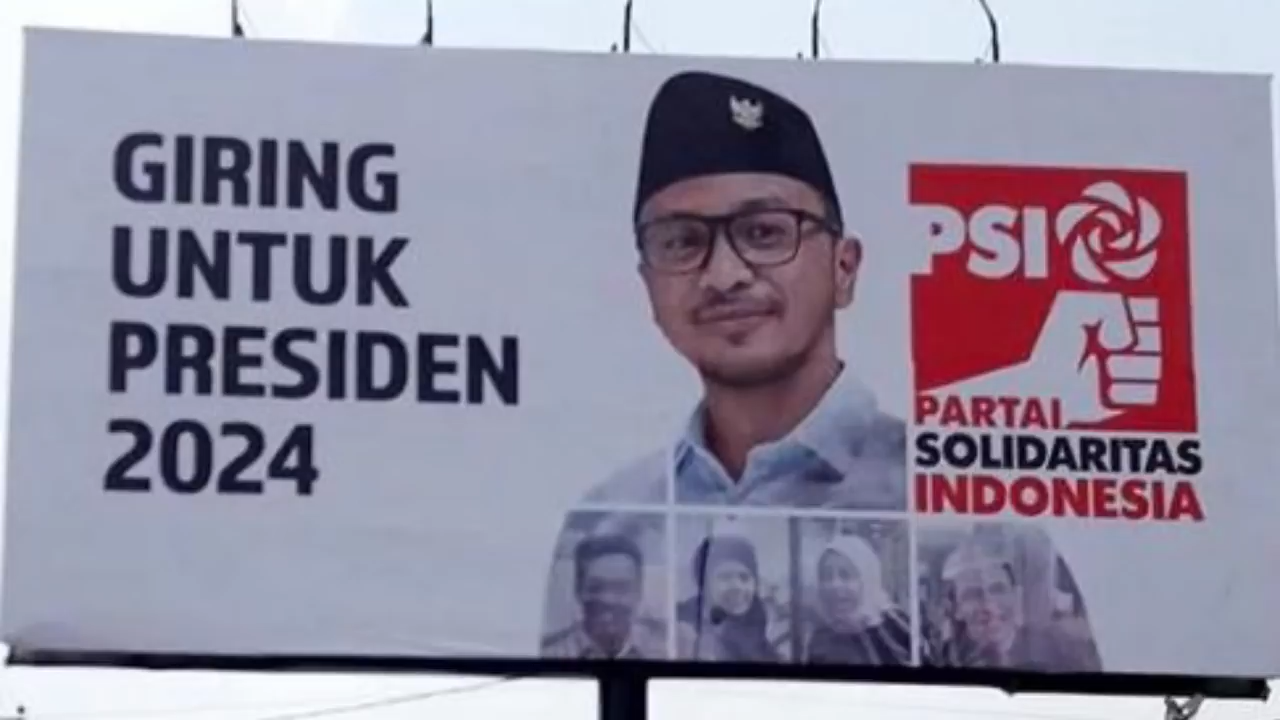 GIRING
UNTUK
PRESIDEN
2024
PSI
PARTAI
SOLIDARITAS
INDONESIA